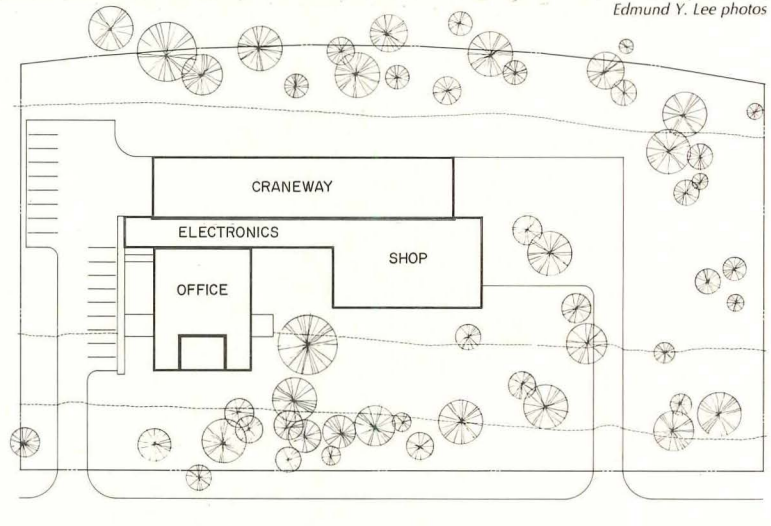 Edmund Y. Lee photos
CRANEWAY
ELECTRONICS
SHOP
OFFICE